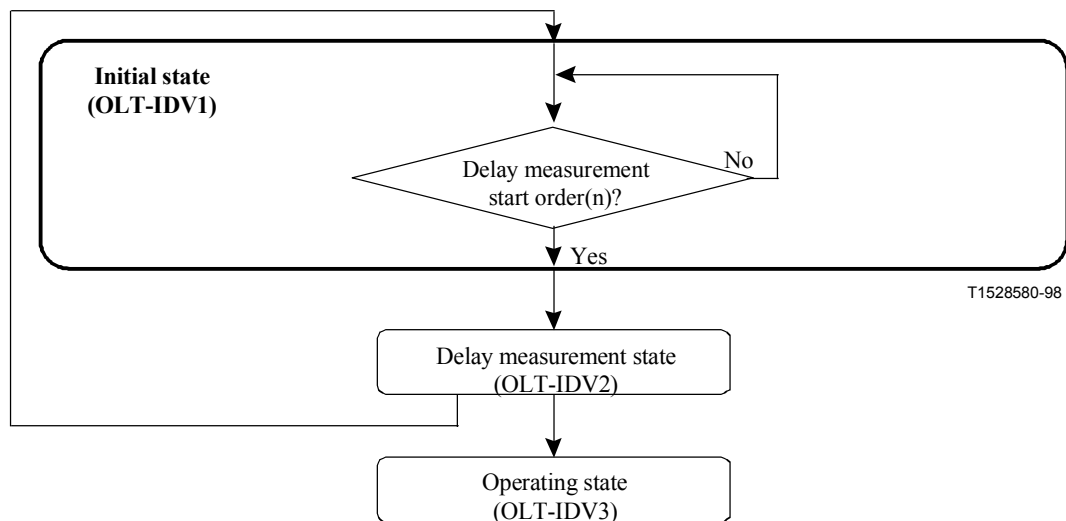 Initial state
(OLT-IDV1)
Delay measurement
start order(n)?
No
Yes
T1528580-98
Delay measurement state
(OLT-IDV2)
Operating state
(OLT-IDV3)